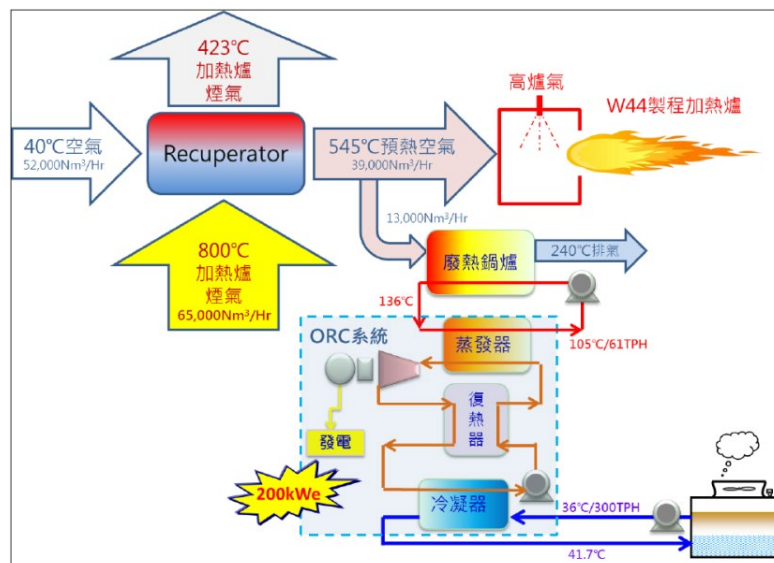 423℃
加熱爐
煙氣
高爐氣
W44製程加熱爐
40℃空氣
52,000Nm³/Hr
Recuperator
545℃預熱空氣
39,000Nm³/Hr
13,000Nm³/Hr
800℃
加熱爐
煙氣
65,000Nm³/Hr
廢熱鍋爐
240℃排氣
136℃
105℃/61TPH
ORC系統
蒸發器
復熱器
發電
200kWe
冷凝器
36℃/300TPH
41.7℃